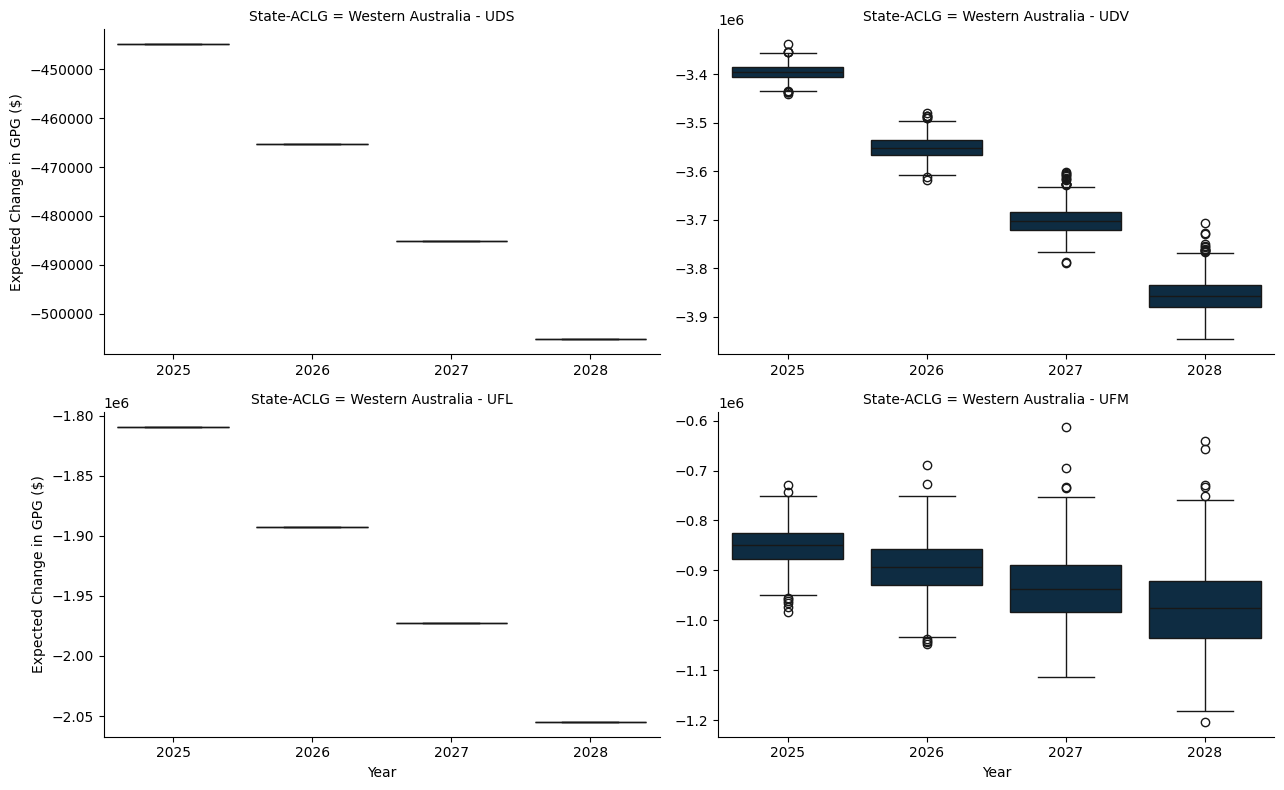 State-ACLG = Western Australia - UDS
Expected Change in GPG ($)
−450000
−460000
−470000
−480000
−490000
−500000
2025 2026 2027 2028
State-ACLG = Western Australia - UDV
1e6
−3.4
−3.5
−3.6
−3.7
−3.8
−3.9
2025 2026 2027 2028
State-ACLG = Western Australia - UFL
1e6
Expected Change in GPG ($)
−1.80
−1.85
−1.90
−1.95
−2.00
−2.05
2025 2026 2027 2028
Year
State-ACLG = Western Australia - UFM
1e6
−0.6
−0.7
−0.8
−0.9
−1.0
−1.1
−1.2
2025 2026 2027 2028
Year